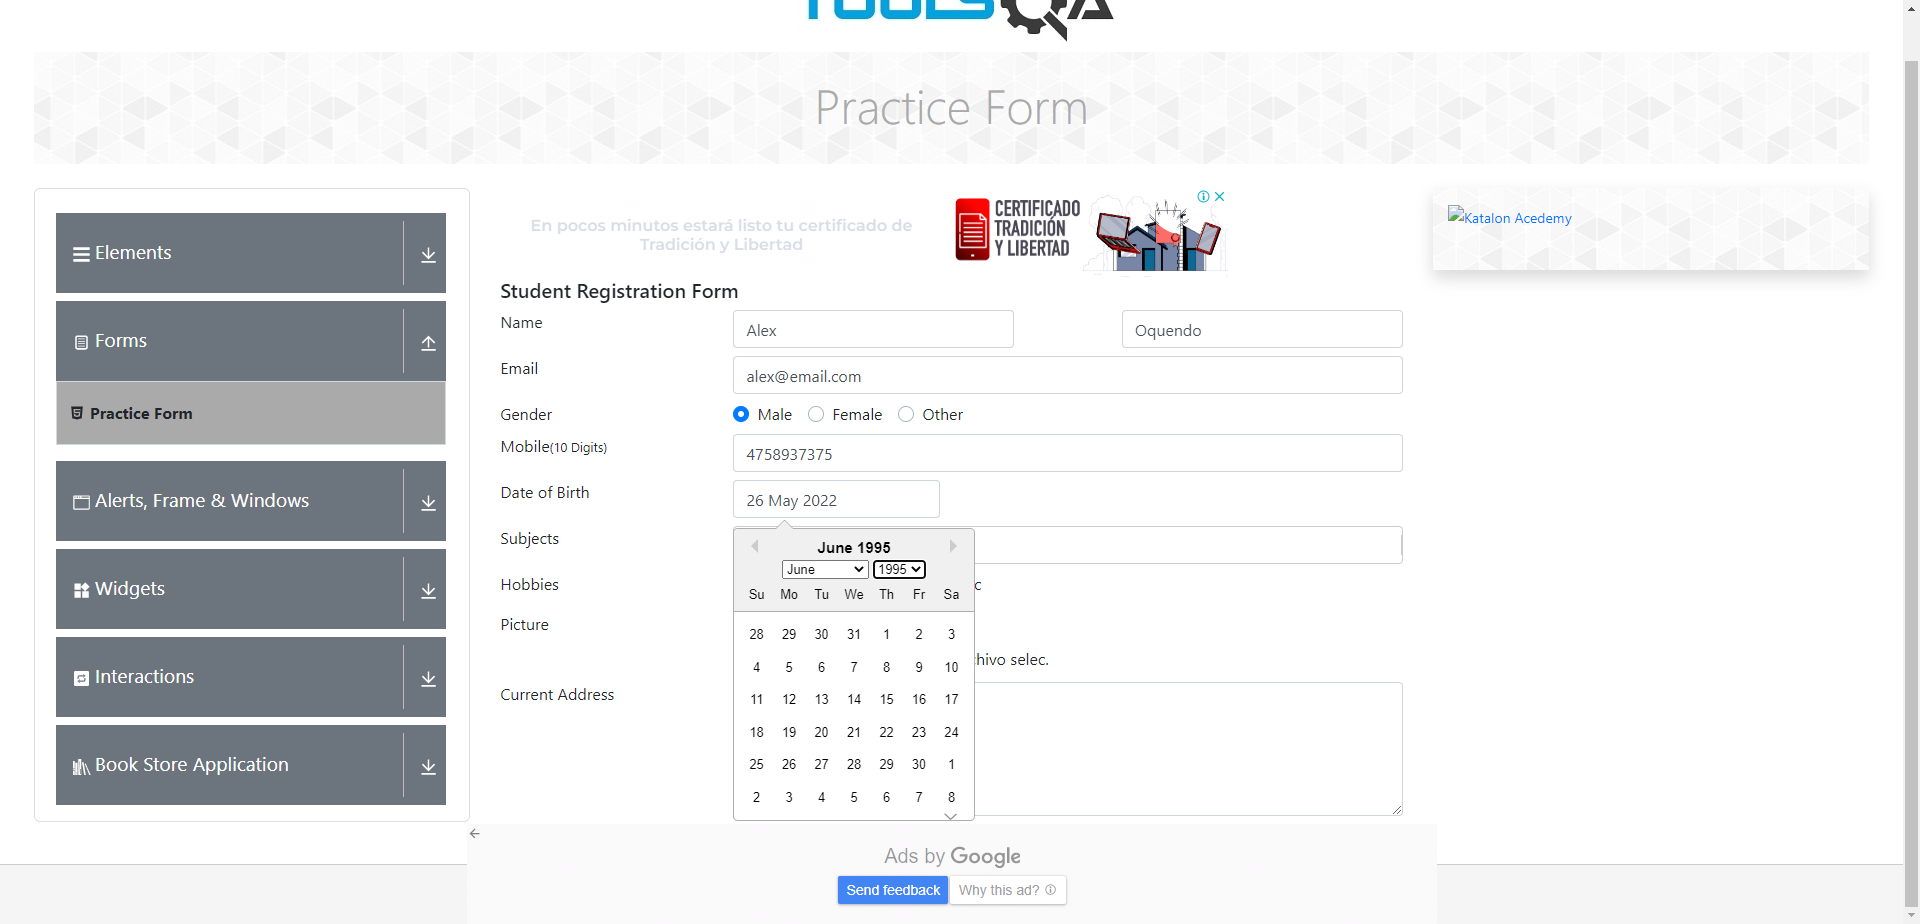 TOOLSQA
Practice Form
Elements
Forms
Practice Form
Alerts, Frame & Windows
Widgets
Interactions
Book Store Application
En pocos minutos estará listo tu certificado de
Tradición y Libertad
CERTIFICADO
TRADICIÓN
Y LIBERTAD
Katalon Acedemy
Student Registration Form
Name
Alex
Oquendo
Email
alex@email.com
Gender
Male Female Other
Mobile(10 Digits)
4758937375
Date of Birth
26 May 2022
Subjects
June 1995
June 1995
Su Mo Tu We Th Fr Sa
28 29 30 31 1 2 3
4 5 6 7 8 9 10
11 12 13 14 15 16 17
18 19 20 21 22 23 24
25 26 27 28 29 30 1
2 3 4 5 6 7 8
Hobbies
c
Picture
hivo selec.
Current Address
Ads by Google
Send feedback
Why this ad?